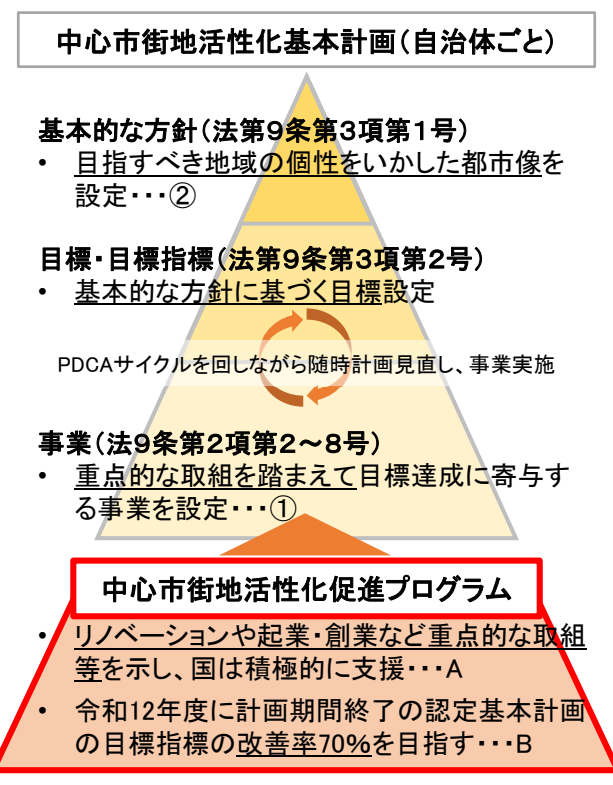 中心市街地活性化基本計画（自治体ごと）
基本的な方針（法第９条第３項第１号）
• 目指すべき地域の個性をいかした都市像を
設定・・・②
目標・目標指標（法第９条第３項第２号）
• 基本的な方針に基づく目標設定
PDCAサイクルを回しながら随時計画見直し、事業実施
事業（法９条第２項第２～８号）
• 重点的な取組を踏まえて目標達成に寄与す
る事業を設定・・・①
中心市街地活性化促進プログラム
• リノベーションや起業・創業など重点的な取組
等を示し、国は積極的に支援・・・A
• 令和12年度に計画期間終了の認定基本計画
の目標指標の改善率70%を目指す・・・B